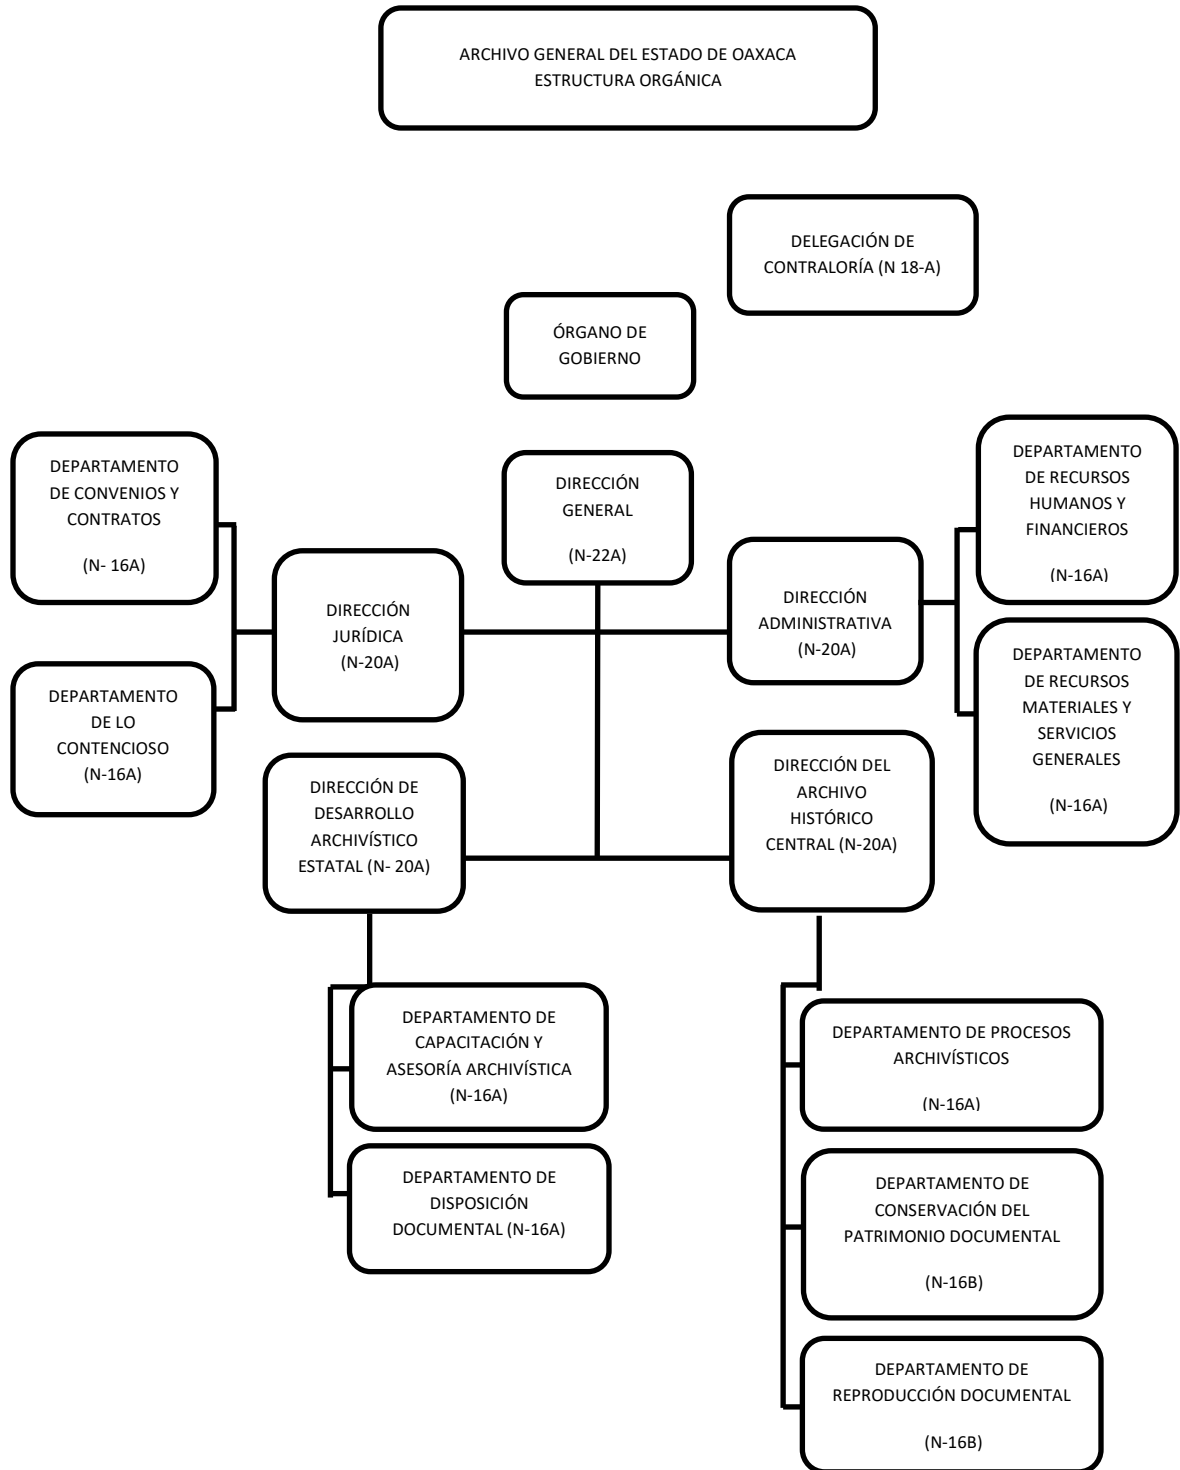 ARCHIVO GENERAL DEL ESTADO DE OAXACA
ESTRUCTURA ORGÁNICA
DELEGACIÓN DE
CONTRALORÍA (N 18-A)
ÓRGANO DE
GOBIERNO
DIRECCIÓN
GENERAL
(N-22A)
DEPARTAMENTO
DE CONVENIOS Y
CONTRATOS
(N- 16A)
DEPARTAMENTO
DE LO
CONTENCIOSO
(N-16A)
DIRECCIÓN
JURÍDICA
(N-20A)
DIRECCIÓN
ADMINISTRATIVA
(N-20A)
DEPARTAMENTO
DE RECURSOS
HUMANOS Y
FINANCIEROS
(N-16A)
DEPARTAMENTO
DE RECURSOS
MATERIALES Y
SERVICIOS
GENERALES
(N-16A)
DIRECCIÓN DE
DESARROLLO
ARCHIVÍSTICO
ESTATAL (N- 20A)
DIRECCIÓN DEL
ARCHIVO
HISTÓRICO
CENTRAL (N-20A)
DEPARTAMENTO DE
CAPACITACIÓN Y
ASESORÍA ARCHIVÍSTICA
(N-16A)
DEPARTAMENTO DE
DISPOSICIÓN
DOCUMENTAL (N-16A)
DEPARTAMENTO DE PROCESOS
ARCHIVÍSTICOS
(N-16A)
DEPARTAMENTO DE
CONSERVACIÓN DEL
PATRIMONIO DOCUMENTAL
(N-16B)
DEPARTAMENTO DE
REPRODUCCIÓN DOCUMENTAL
(N-16B)